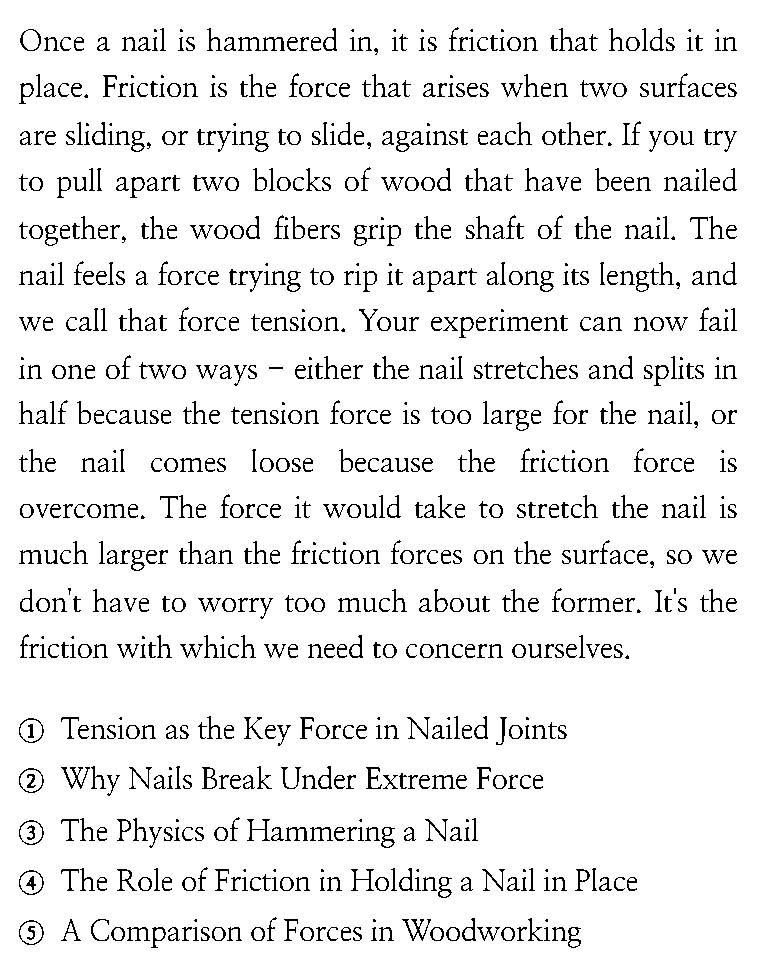 Once a nail is hammered in, it is friction that holds it in
place. Friction is the force that arises when two surfaces
are sliding, or trying to slide, against each other. If you try
to pull apart two blocks of wood that have been nailed
together, the wood fibers grip the shaft of the nail. The
nail feels a force trying to rip it apart along its length, and
we call that force tension. Your experiment can now fail
in one of two ways – either the nail stretches and splits in
half because the tension force is too large for the nail, or
the nail comes loose because the friction force is
overcome. The force it would take to stretch the nail is
much larger than the friction forces on the surface, so we
don't have to worry too much about the former. It's the
friction with which we need to concern ourselves.
① Tension as the Key Force in Nailed Joints
② Why Nails Break Under Extreme Force
③ The Physics of Hammering a Nail
④ The Role of Friction in Holding a Nail in Place
⑤ A Comparison of Forces in Woodworking